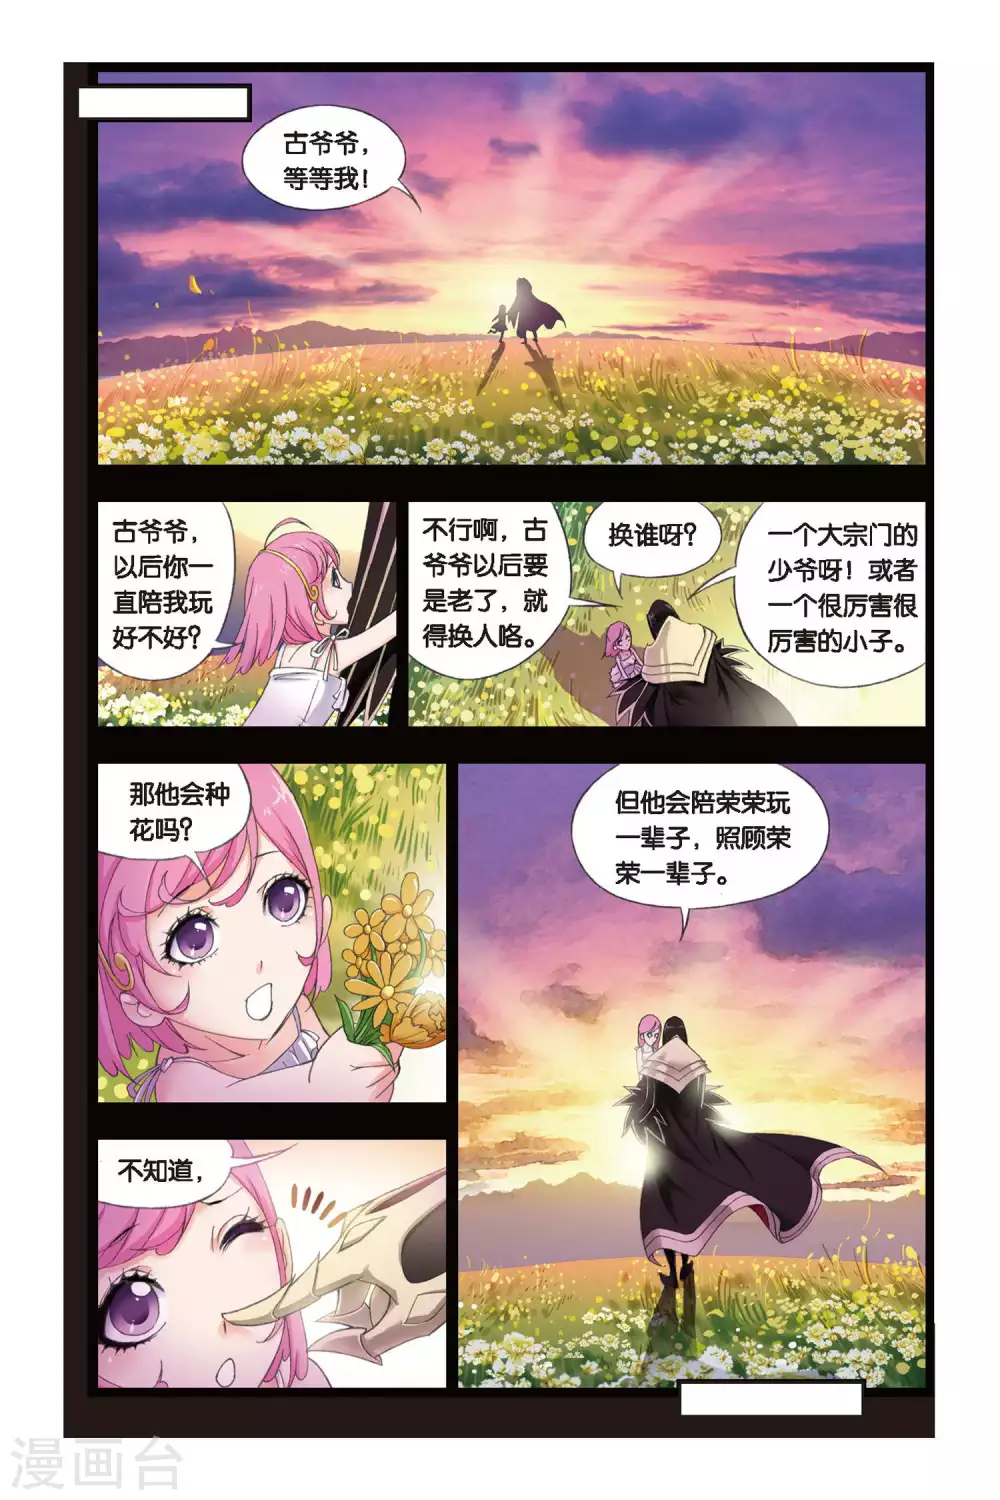 古爷爷，
等等我！
古爷爷，
以后你一
直陪我玩
好不好？
不行啊，古
爷爷以后要
是老了，就
得换人咯。
换谁呀？
一个大宗门的
少爷呀！或者
一个很厉害很
厉害的小子。
那他会种
花吗？
不知道，
但他会陪荣荣玩
一辈子，照顾荣
荣一辈子。
漫画台